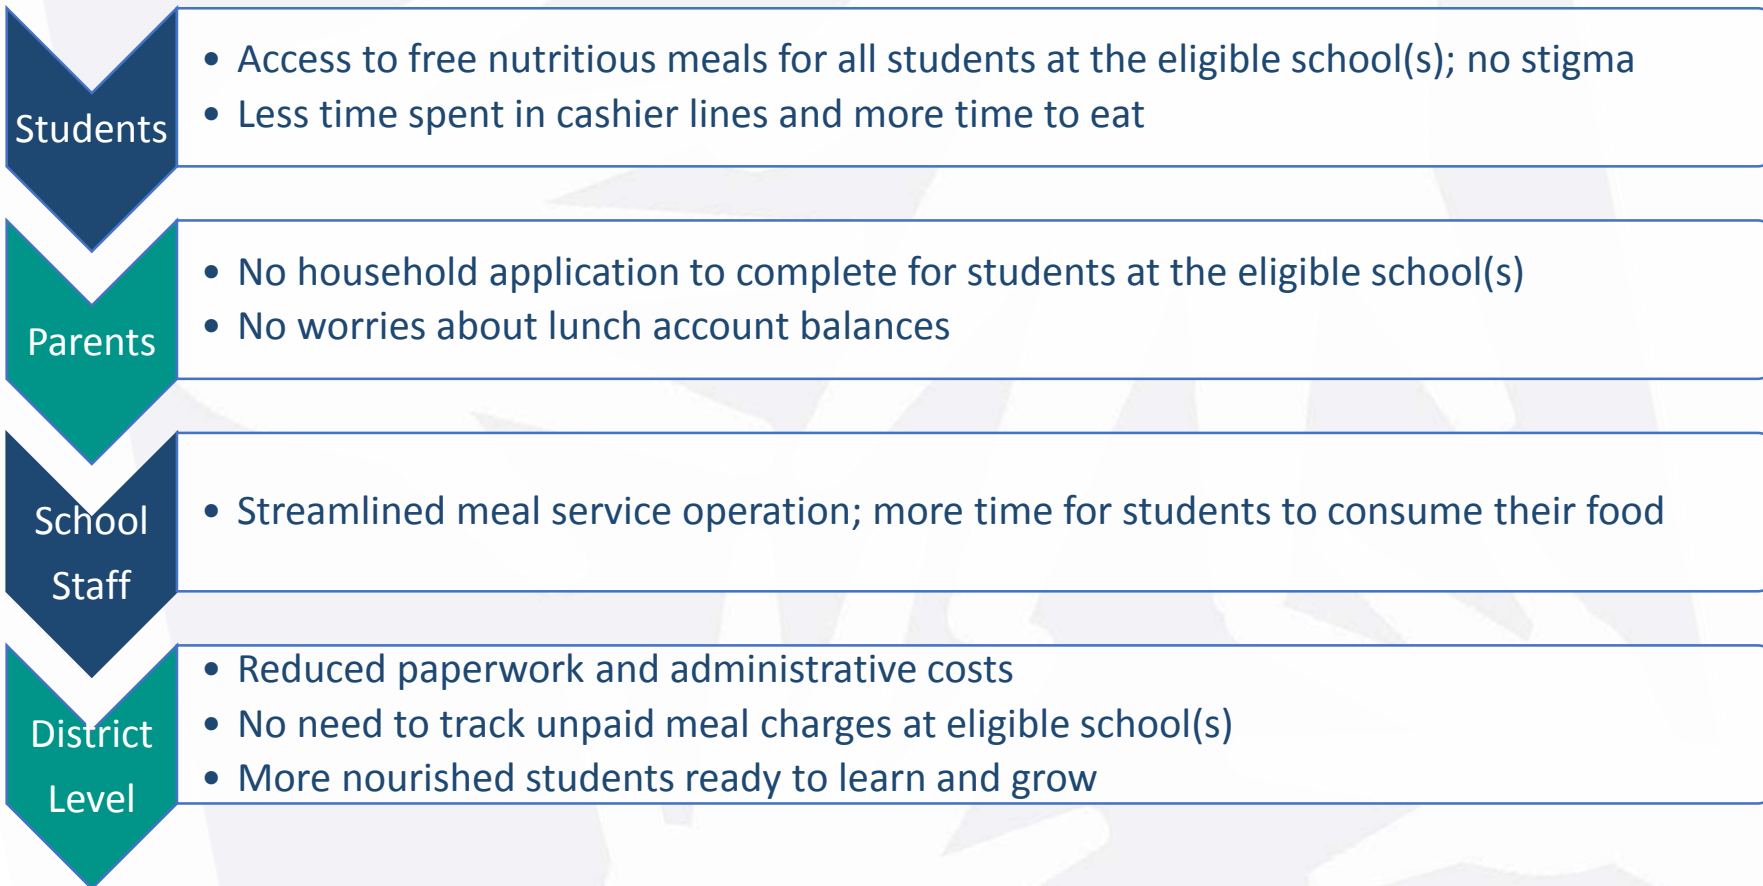 Students
• Access to free nutritious meals for all students at the eligible school(s); no stigma
• Less time spent in cashier lines and more time to eat
Parents
• No household application to complete for students at the eligible school(s)
• No worries about lunch account balances
School
Staff
• Streamlined meal service operation; more time for students to consume their food
District
Level
• Reduced paperwork and administrative costs
• No need to track unpaid meal charges at eligible school(s)
• More nourished students ready to learn and grow